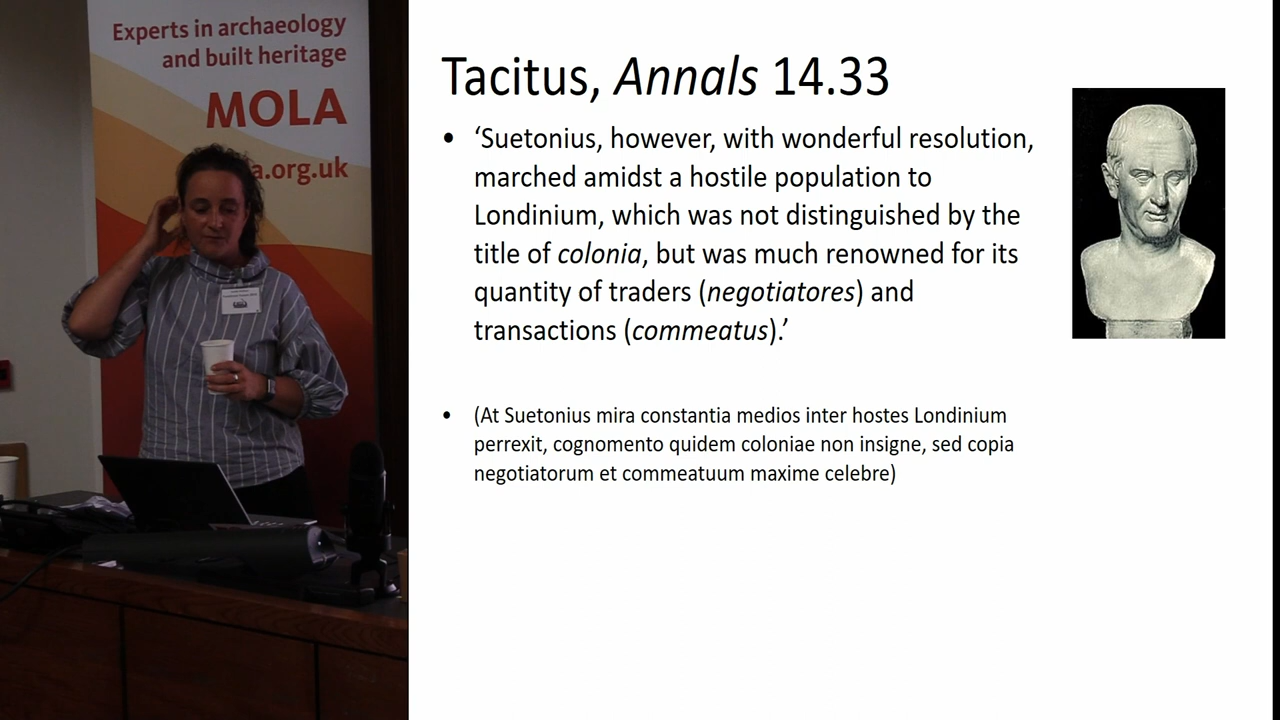 Experts in archaeology
and built heritage
MOLA
a.org.uk
Tacitus, Annals 14.33
• ‘Suetonius, however, with wonderful resolution,
marched amidst a hostile population to
Londinium, which was not distinguished by the
title of colonia, but was much renowned for its
quantity of traders (negotiatores) and
transactions (commeatus).’
• (At Suetonius mira constantia medios inter hostes Londinium
perrexit, cognomento quidem coloniae non insigne, sed copia
negotiatorum et commeatuum maxime celebre)